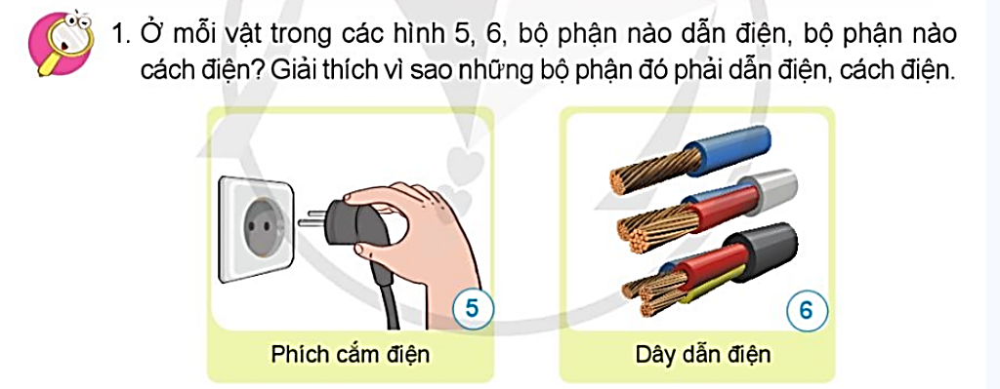 1. Ở mỗi vật trong các hình 5, 6, bộ phận nào dẫn điện, bộ phận nào
cách điện? Giải thích vì sao những bộ phận đó phải dẫn điện, cách điện.
5
6
Phích cắm điện
Dây dẫn điện